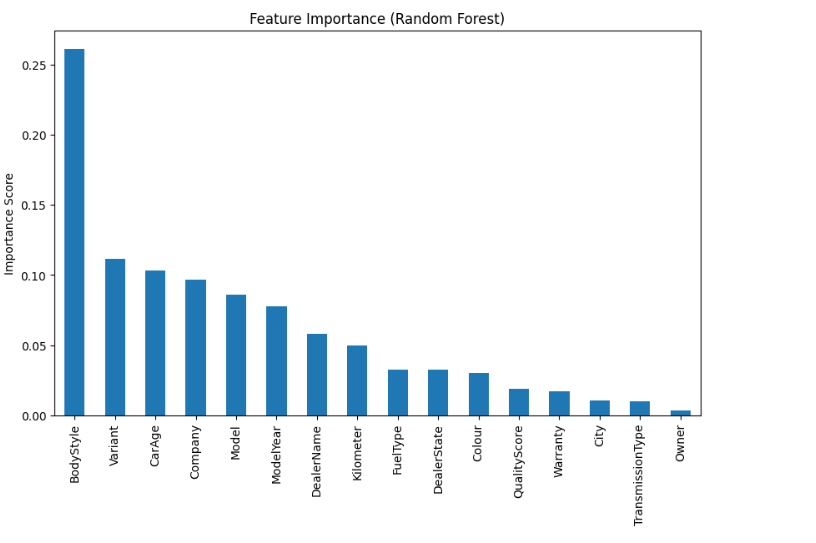 Feature Importance (Random Forest)
Importance Score
0.25
0.20
0.15
0.10
0.05
0.00
BodyStyle
Variant
CarAge
Company
Model
ModelYear
DealerName
Kilometer
FuelType
DealerState
Colour
QualityScore
Warranty
City
TransmissionType
Owner